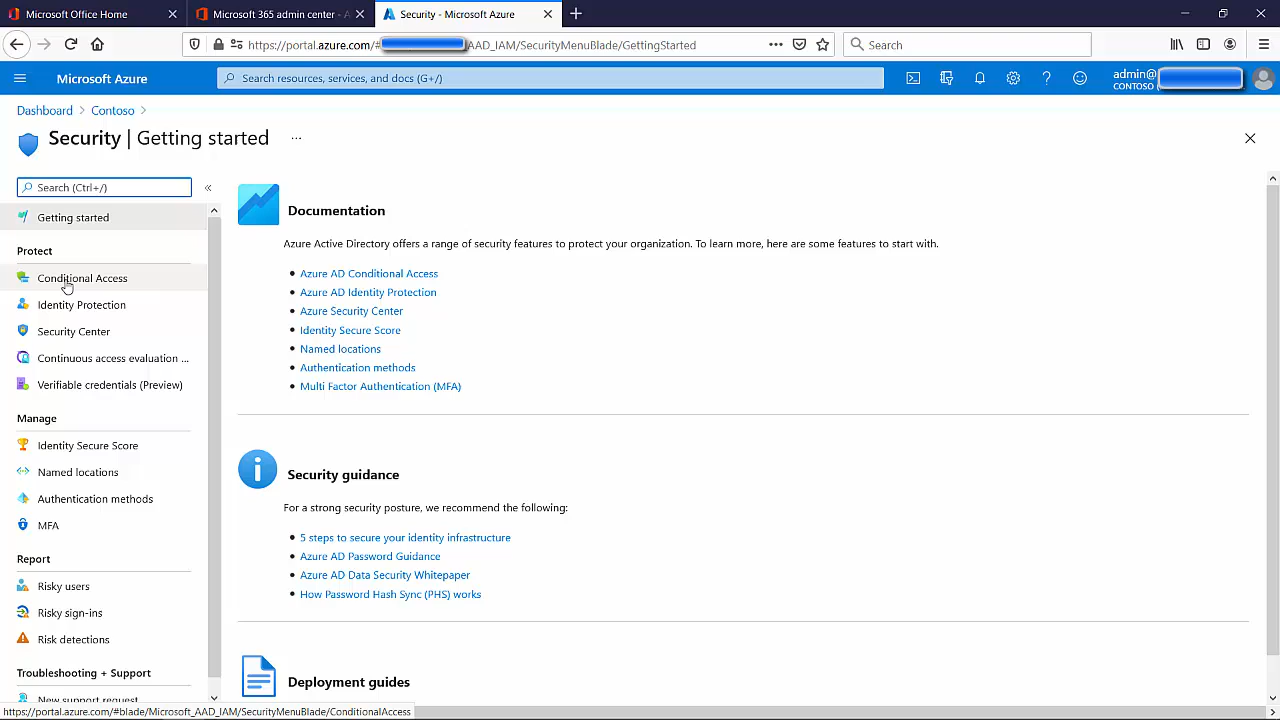 Microsoft Office Home
Microsoft 365 admin center - A
Security - Microsoft Azure
https://portal.azure.com/#
AAD_IAM/SecurityMenuBlade/GettingStarted
Search
Microsoft Azure
Search resources, services, and docs (G+/)
admin@
CONTOSO (
Dashboard > Contoso >
Security | Getting started ...
Search (Ctrl+/)
«
Getting started
Protect
Conditional Access
Identity Protection
Security Center
Continuous access evaluation ...
Verifiable credentials (Preview)
Manage
Identity Secure Score
Named locations
Authentication methods
MFA
Report
Risky users
Risky sign-ins
Risk detections
Troubleshooting + Support
New support request
Documentation
Azure Active Directory offers a range of security features to protect your organization. To learn more, here are some features to start with.
• Azure AD Conditional Access
• Azure AD Identity Protection
• Azure Security Center
• Identity Secure Score
• Named locations
• Authentication methods
• Multi Factor Authentication (MFA)
Security guidance
For a strong security posture, we recommend the following:
• 5 steps to secure your identity infrastructure
• Azure AD Password Guidance
• Azure AD Data Security Whitepaper
• How Password Hash Sync (PHS) works
Deployment guides
https://portal.azure.com/#blade/Microsoft_AAD_IAM/SecurityMenuBlade/ConditionalAccess